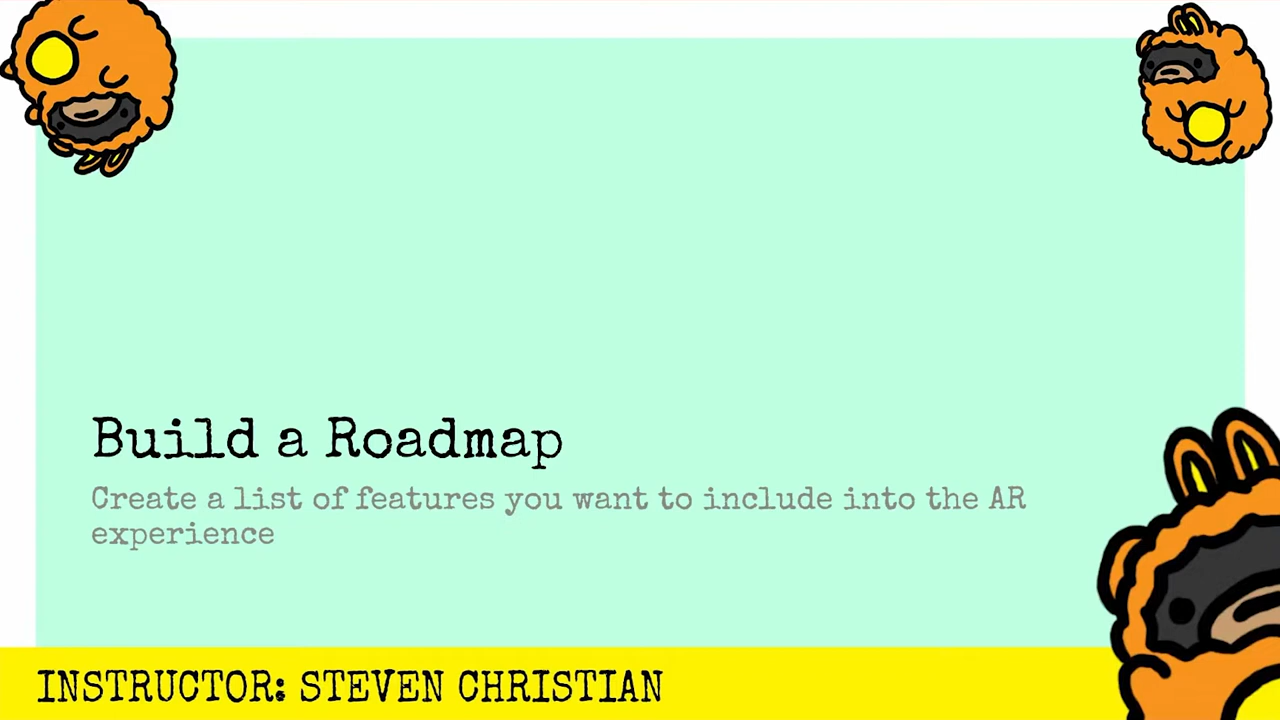 Build a Roadmap
Create a list of features you want to include into the AR
experience
INSTRUCTOR: STEVEN CHRISTIAN